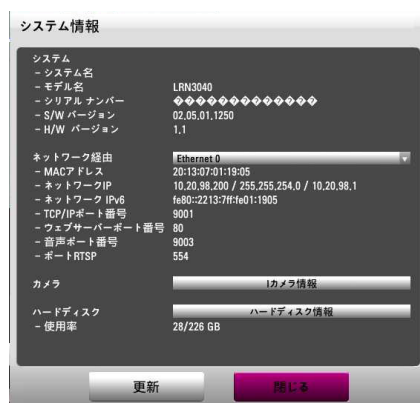 システム情報
システム
– システム名
– モデル名 LRN3040
– シリアル ナンバー ��������������
– S/W バージョン 02.05.01.1250
– H/W バージョン 1.1
ネットワーク経由 Ethernet 0
– MACアドレス 20:13:07:01:19:05
– ネットワークIP 10.20.98.200 / 255.255.254.0 / 10.20.98.1
– ネットワーク IPv6 fe80::2213:7ff:fe01:1905
– TCP/IPポート番号 9001
– ウェブサーバーポート番号 80
– 音声ポート番号 9003
– ポートRTSP 554
カメラ Iカメラ情報
ハードディスク ハードディスク情報
– 使用率 28/226 GB
更新 閉じる